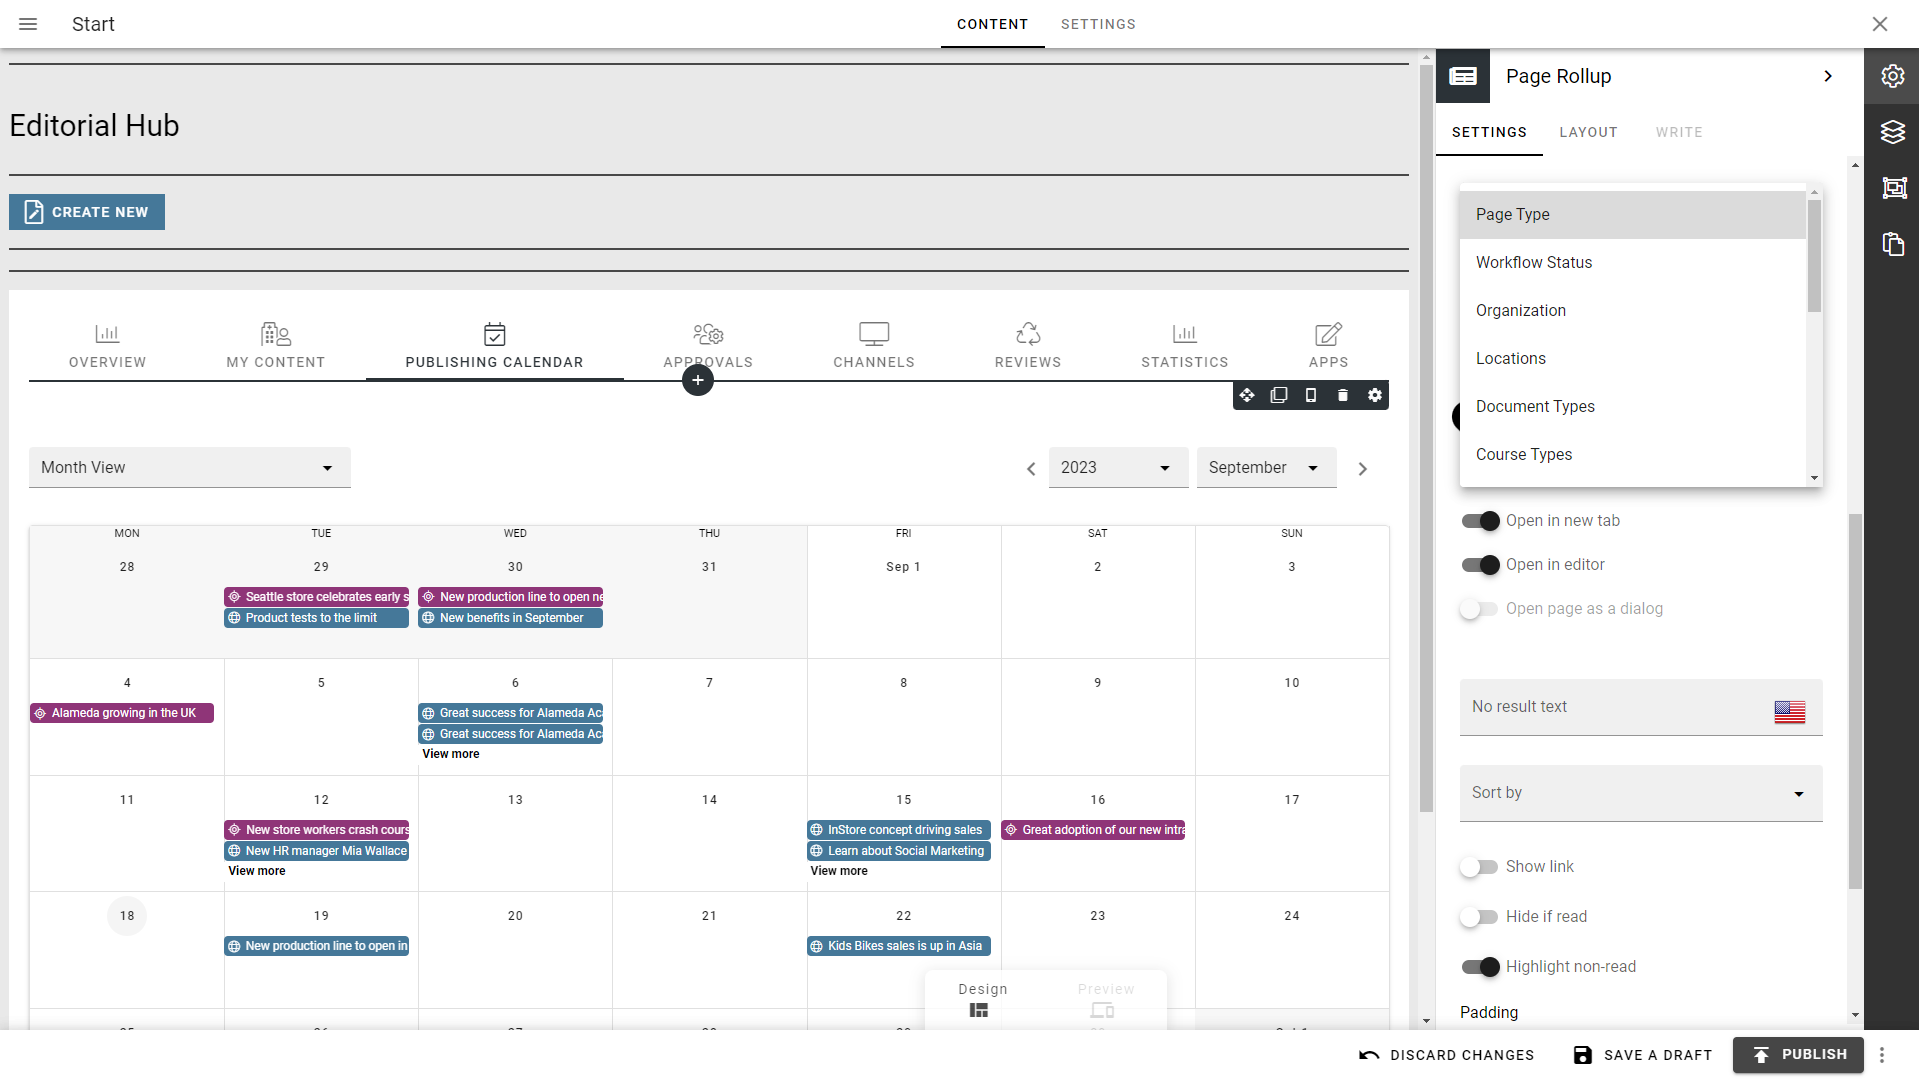 Start
CONTENT
SETTINGS
Editorial Hub
CREATE NEW
OVERVIEW
MY CONTENT
PUBLISHING CALENDAR
APPROVALS
CHANNELS
REVIEWS
STATISTICS
APPS
Month View
2023
September
MON TUE WED THU FRI SAT SUN
28 29 30 31 Sep 1 2 3
Seattle store celebrates early s
New production line to open ne
Product tests to the limit
New benefits in September
4 5 6 7 8 9 10
Alameda growing in the UK
Great success for Alameda Ac
Great success for Alameda Ac
View more
11 12 13 14 15 16 17
New store workers crash cours
InStore concept driving sales
Great adoption of our new intra
New HR manager Mia Wallace
Learn about Social Marketing
View more
View more
18 19 20 21 22 23 24
New production line to open in
Kids Bikes sales is up in Asia
Design
Preview
Page Rollup
SETTINGS
LAYOUT
WRITE
Page Type
Workflow Status
Organization
Locations
Document Types
Course Types
Open in new tab
Open in editor
Open page as a dialog
No result text
Sort by
Show link
Hide if read
Highlight non-read
Padding
DISCARD CHANGES
SAVE A DRAFT
PUBLISH